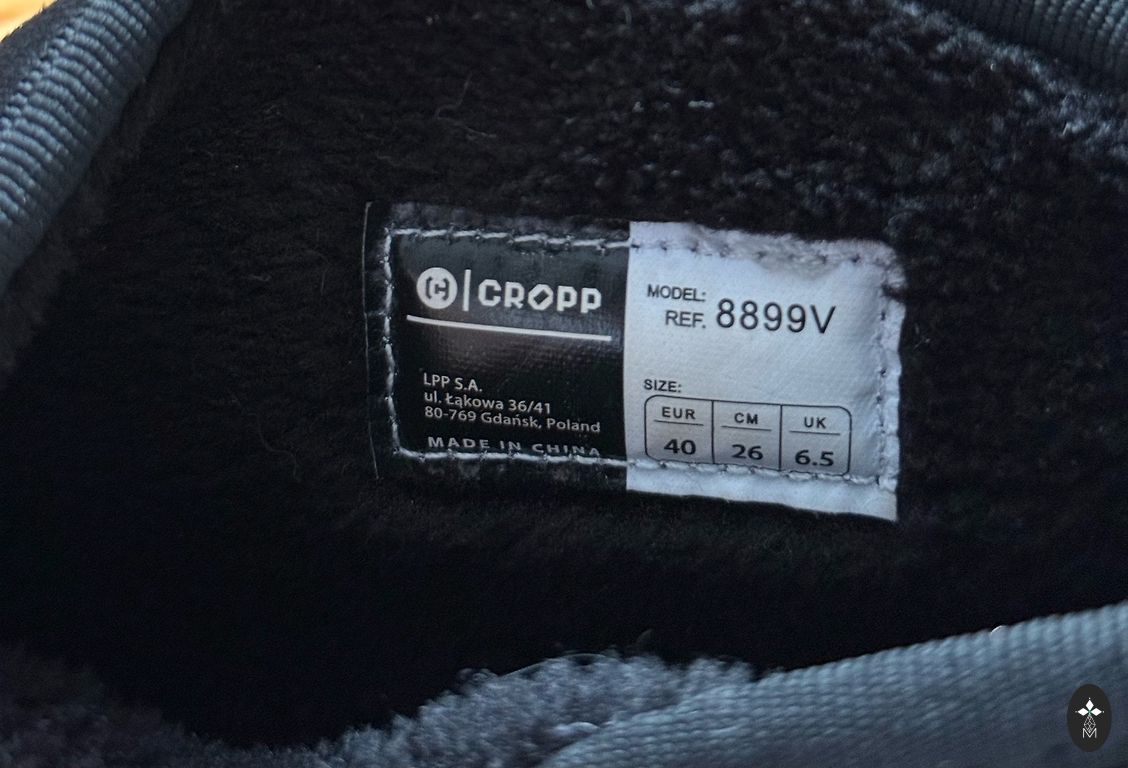 CROPP
LPP S.A.
ul. Łąkowa 36/41
80-769 Gdańsk, Poland
MADE IN CHINA
MODEL:
REF. 8899V
SIZE:
EUR CM UK
40 26 6.5
M